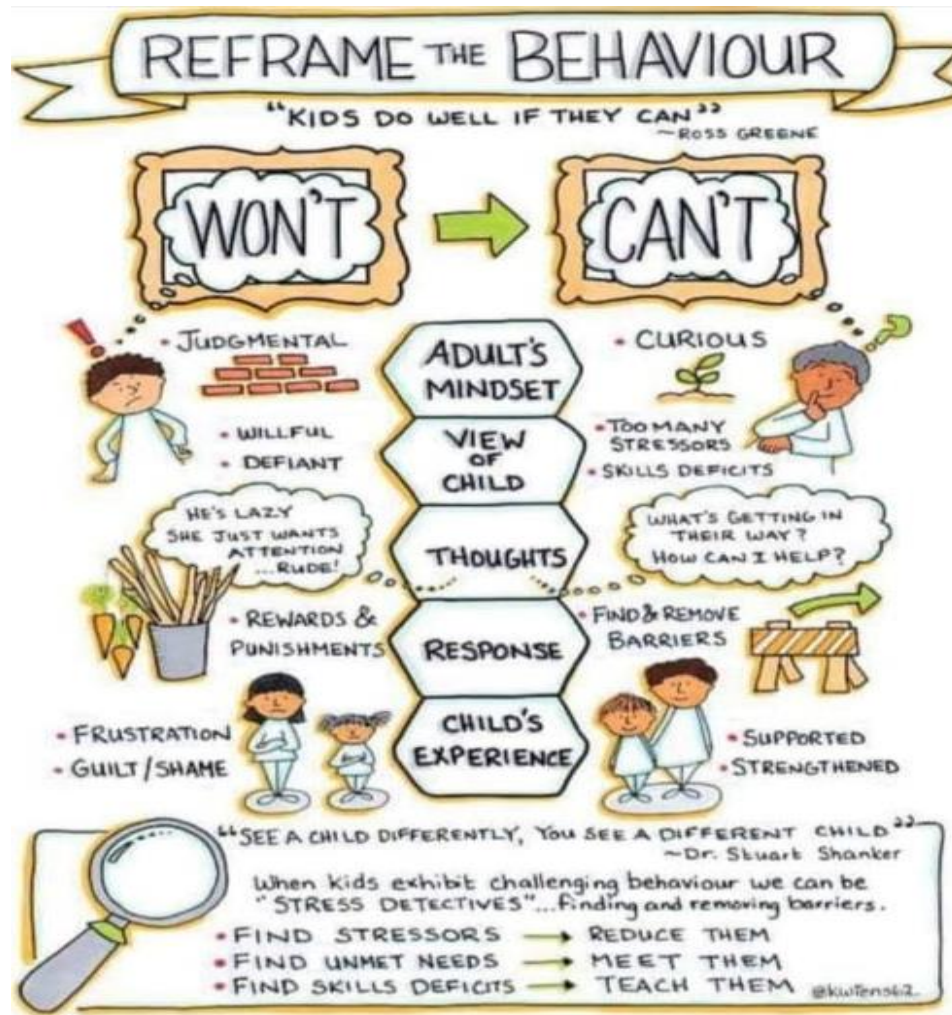 REFRAME THE BEHAVIOUR
"KIDS DO WELL IF THEY CAN"
~ROSS GREENE
WON'T
CAN'T
ADULT'S
MINDSET
• JUDGMENTAL
• CURIOUS
VIEW
OF
CHILD
• WILLFUL
• DEFIANT
• TOO MANY
STRESSORS
• SKILLS DEFICITS
THOUGHTS
HE'S LAZY
SHE JUST WANTS
ATTENTION
...RUDE!
WHAT'S GETTING IN
THEIR WAY?
HOW CAN I HELP?
RESPONSE
• REWARDS &
PUNISHMENTS
• FIND & REMOVE
BARRIERS
CHILD'S
EXPERIENCE
• FRUSTRATION
• GUILT/SHAME
• SUPPORTED
• STRENGTHENED
"SEE A CHILD DIFFERENTLY, YOU SEE A DIFFERENT CHILD"
~Dr. Stuart Shanker
When kids exhibit challenging behaviour we can be
"STRESS DETECTIVES"...finding and removing barriers.
• FIND STRESSORS → REDUCE THEM
• FIND UNMET NEEDS → MEET THEM
• FIND SKILLS DEFICITS → TEACH THEM